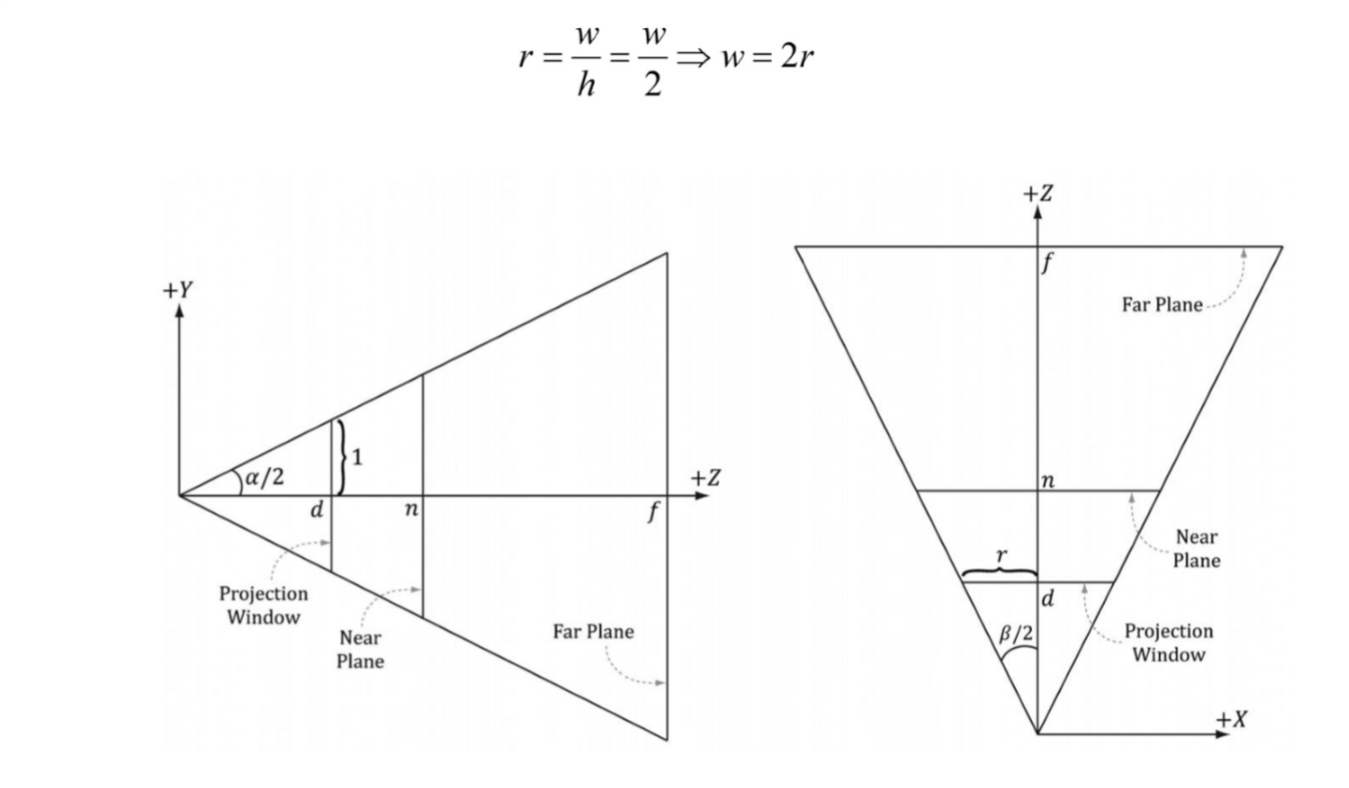 r = w/h = w/2 ⇒ w = 2r
+Y
α/2
1
d
n
f
+Z
Projection
Window
Near
Plane
Far Plane
+Z
f
Far Plane
n
Near
Plane
r
d
β/2
Projection
Window
+X